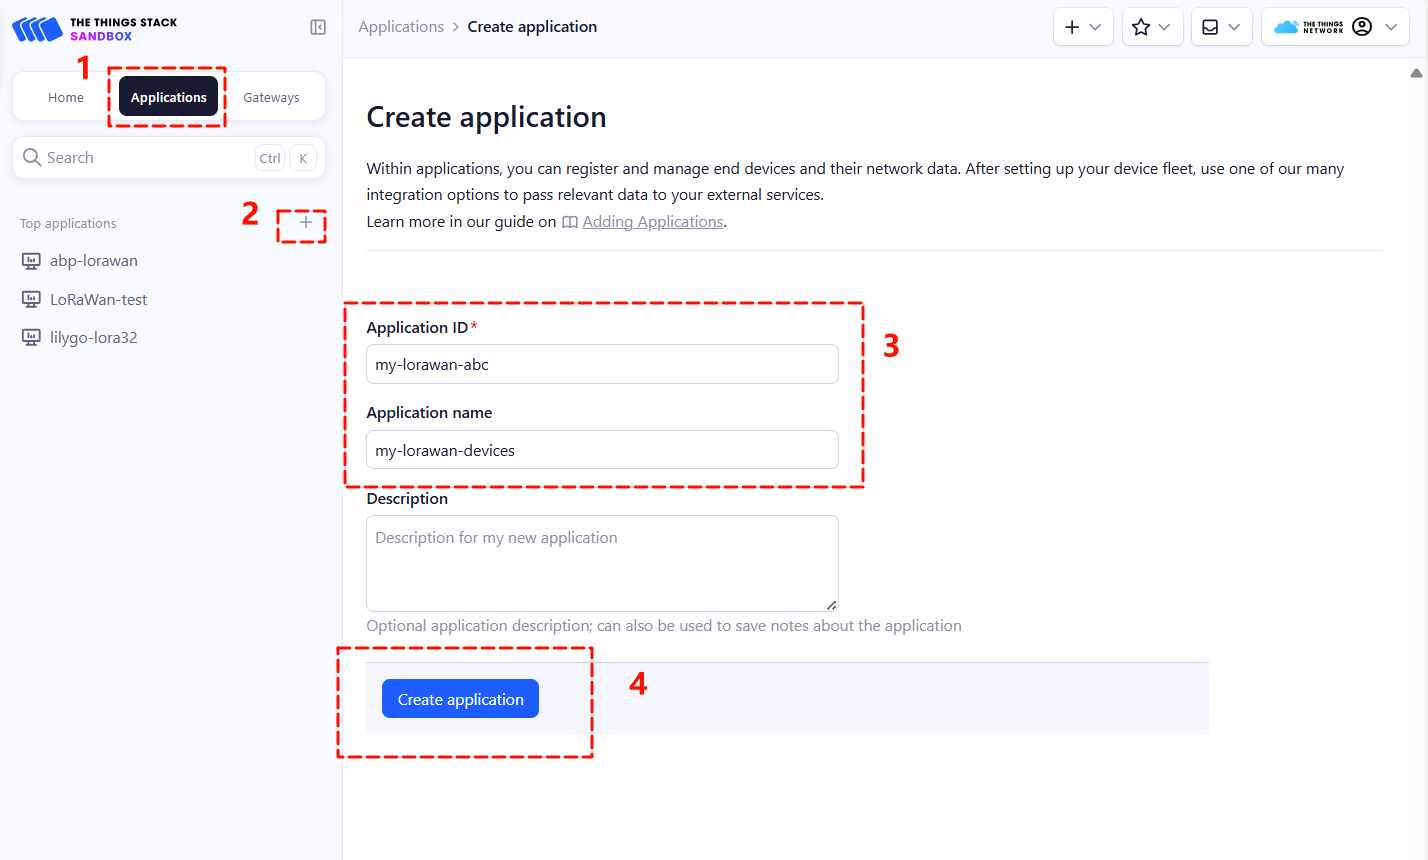 THE THINGS STACK
SANDBOX
Applications
Create application
THE THINGS
NETWORK
1
Home
Applications
Gateways
Search
Ctrl
K
2
Top applications
abp-lorawan
LoRaWan-test
lilygo-lora32
Create application
Within applications, you can register and manage end devices and their network data. After setting up your device fleet, use one of our many
integration options to pass relevant data to your external services.
Learn more in our guide on Adding Applications.
3
Application ID*
my-lorawan-abc
Application name
my-lorawan-devices
Description
Description for my new application
Optional application description; can also be used to save notes about the application
4
Create application